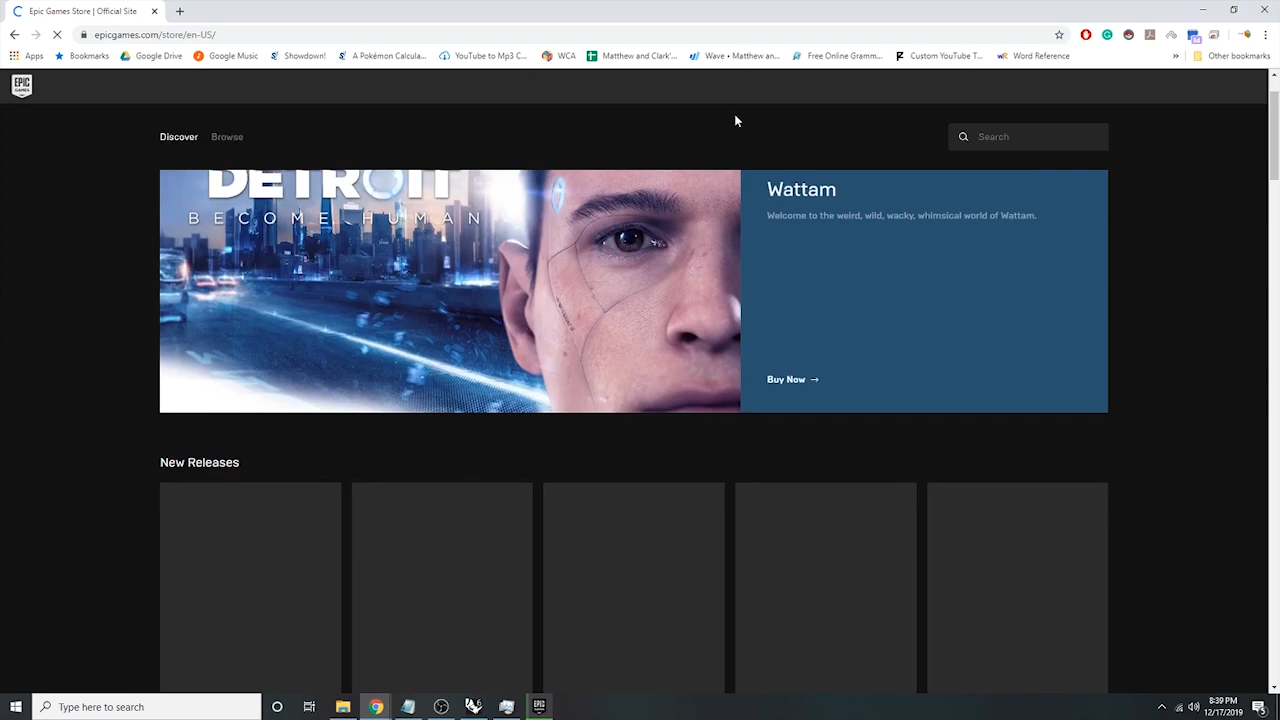 Epic Games Store | Official Site
epicgames.com/store/en-US/
Apps
Bookmarks
Google Drive
Google Music
Showdown!
A Pokémon Calcula...
YouTube to Mp3 C...
WCA
Matthew and Clark'...
Wave • Matthew an...
Free Online Gramm...
Custom YouTube T...
Word Reference
»
Other bookmarks
EPIC
GAMES
Discover
Browse
Search
DETROIT
BECOME HUMAN
Wattam
Welcome to the weird, wild, wacky, whimsical world of Wattam.
Buy Now →
New Releases
Type here to search
EPIC
8:39 PM
12/17/2019